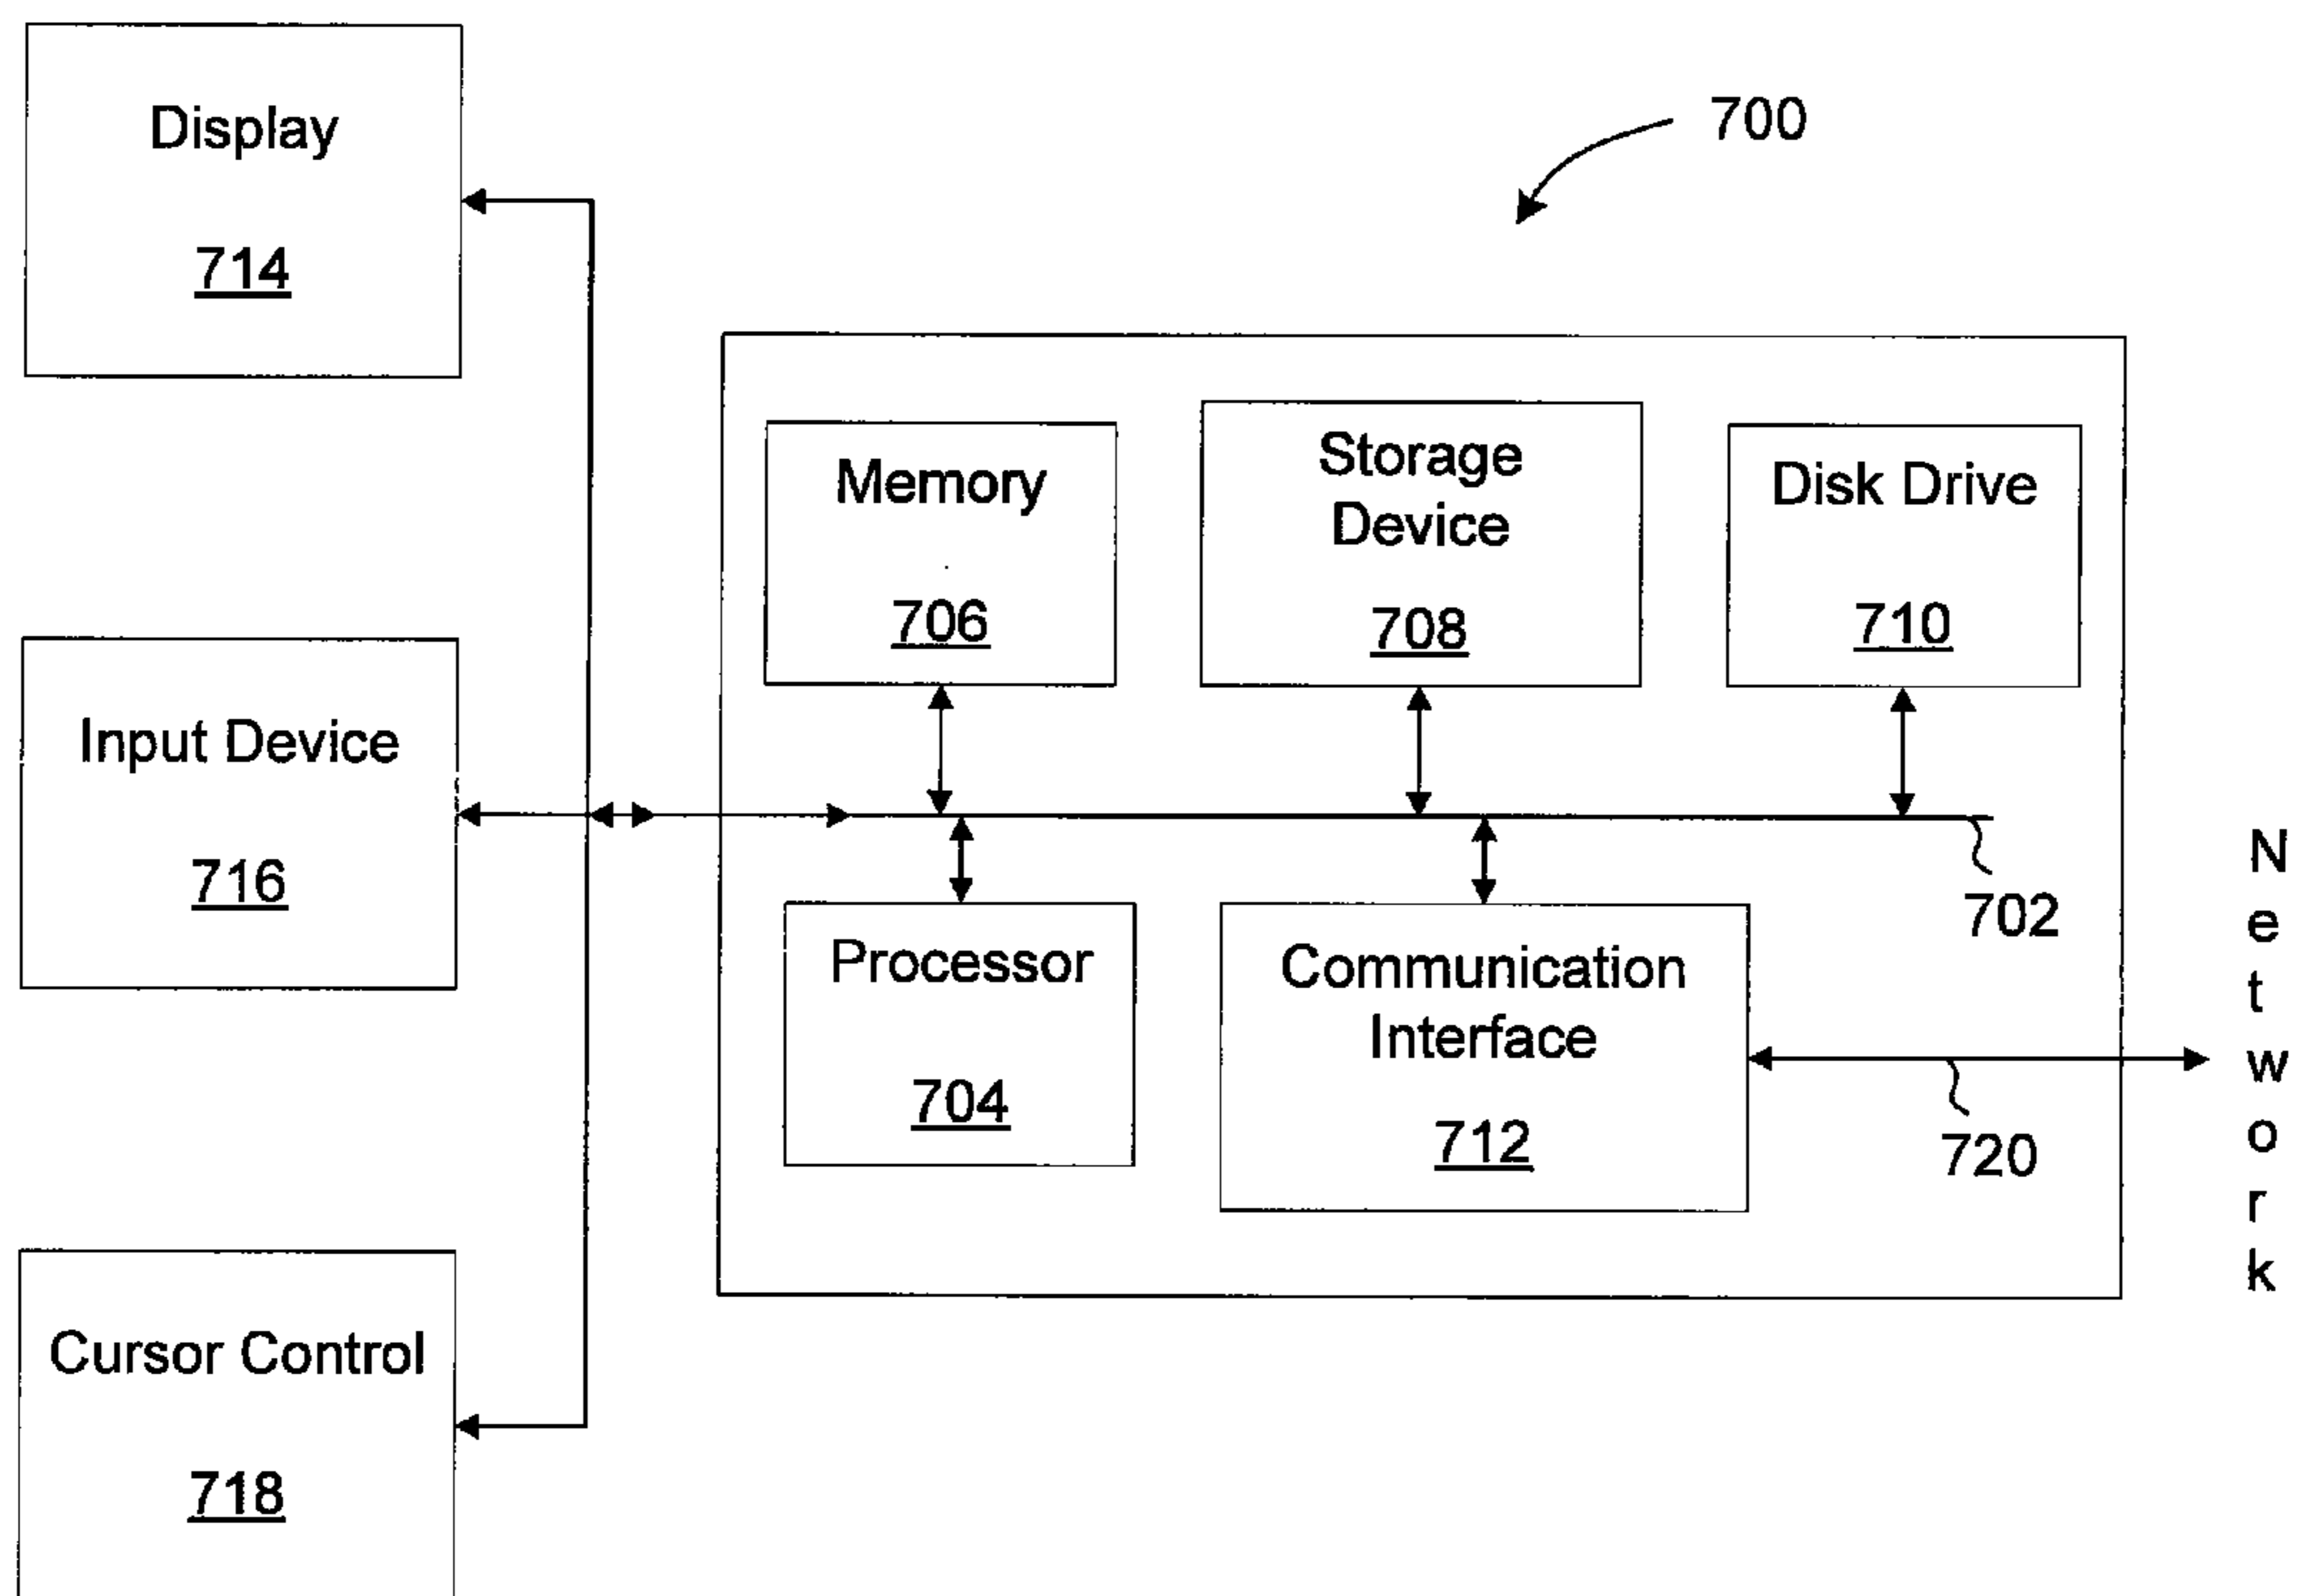 Display
714
700
Memory
706
Storage
Device
708
Disk Drive
710
Input Device
716
702
Processor
704
Communication
Interface
712
720
Network
Cursor Control
718